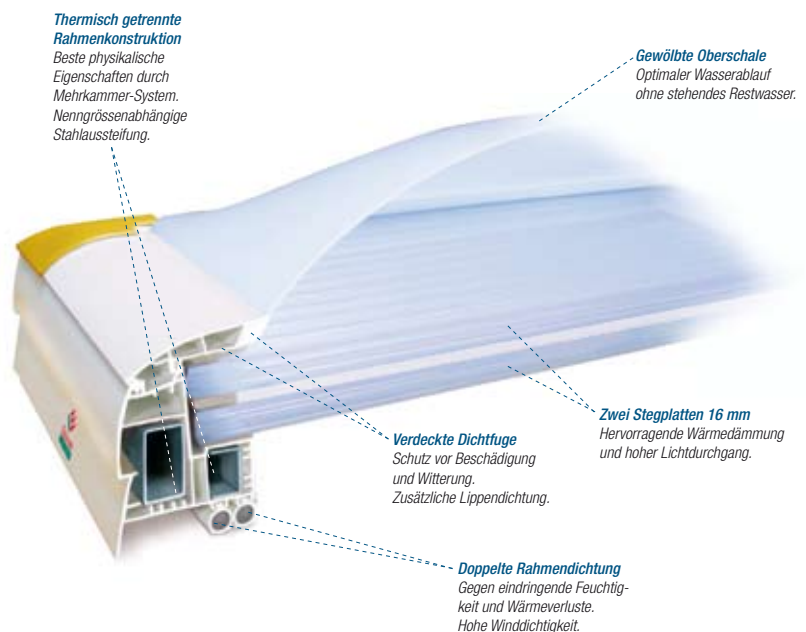 Thermisch getrennte
Rahmenkonstruktion
Beste physikalische
Eigenschaften durch
Mehrkammer-System.
Nenngrössenabhängige
Stahlaussteifung.
Gewölbte Oberschale
Optimaler Wasserablauf
ohne stehendes Restwasser.
Zwei Stegplatten 16 mm
Hervorragende Wärmedämmung
und hoher Lichtdurchgang.
Verdeckte Dichtfuge
Schutz vor Beschädigung
und Witterung.
Zusätzliche Lippendichtung.
Doppelte Rahmendichtung
Gegen eindringende Feuchtig-
keit und Wärmeverluste.
Hohe Winddichtigkeit.